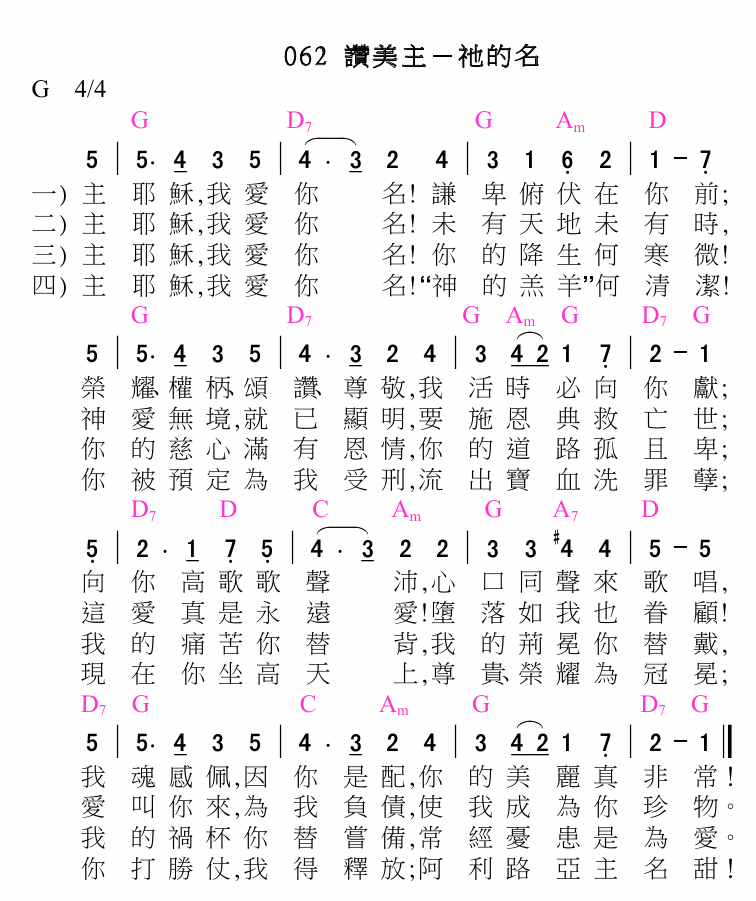 062 讚美主－祂的名
G 4/4
G D7 G Am D
5 | 5· 4 3 5 | 4 · 3 2 4 | 3 1 6 2 | 1 – 7
一) 主 耶 穌,我 愛 你 名! 謙 卑 俯 伏 在 你 前;
二) 主 耶 穌,我 愛 你 名! 未 有 天 地 未 有 時,
三) 主 耶 穌,我 愛 你 名! 你 的 降 生 何 寒 微!
四) 主 耶 穌,我 愛 你 名!“神 的 羔 羊”何 清 潔!
G D7 G Am G D7 G
5 | 5· 4 3 5 | 4 · 3 2 4 | 3 4 2 1 7 | 2 – 1
榮 耀、權 柄、頌 讚、尊 敬,我 活 時 必 向 你 獻;
神 愛 無 境,就 已 顯 明,要 施 恩 典 救 亡 世;
你 的 慈 心 滿 有 恩 情,你 的 道 路 孤 且 卑;
你 被 預 定 為 我 受 刑,流 出 寶 血 洗 罪 孽;
D7 D C Am G A7 D
5 | 2 · 1 7 5 | 4 · 3 2 2 | 3 3 #4 4 | 5 – 5
向 你 高 歌 歌 聲 沛,心 口 同 聲 來 歌 唱,
這 愛 真 是 永 遠 愛!墮 落 如 我 也 眷 顧!
我 的 痛 苦 你 替 背,我 的 荊 冕 你 替 戴,
現 在 你 坐 高 天 上,尊 貴、榮 耀 為 冠 冕;
D7 G C Am G D7 G
5 | 5· 4 3 5 | 4 · 3 2 4 | 3 4 2 1 7 | 2 – 1 ‖
我 魂 感 佩,因 你 是 配,你 的 美 麗 真 非 常!
愛 叫 你 來,為 我 負 債,使 我 成 為 你 珍 物。
我 的 禍 杯 你 替 嘗 備,常 經 憂 患 是 為 愛。
你 打 勝 仗,我 得 釋 放;阿 利 路 亞 主 名 甜!